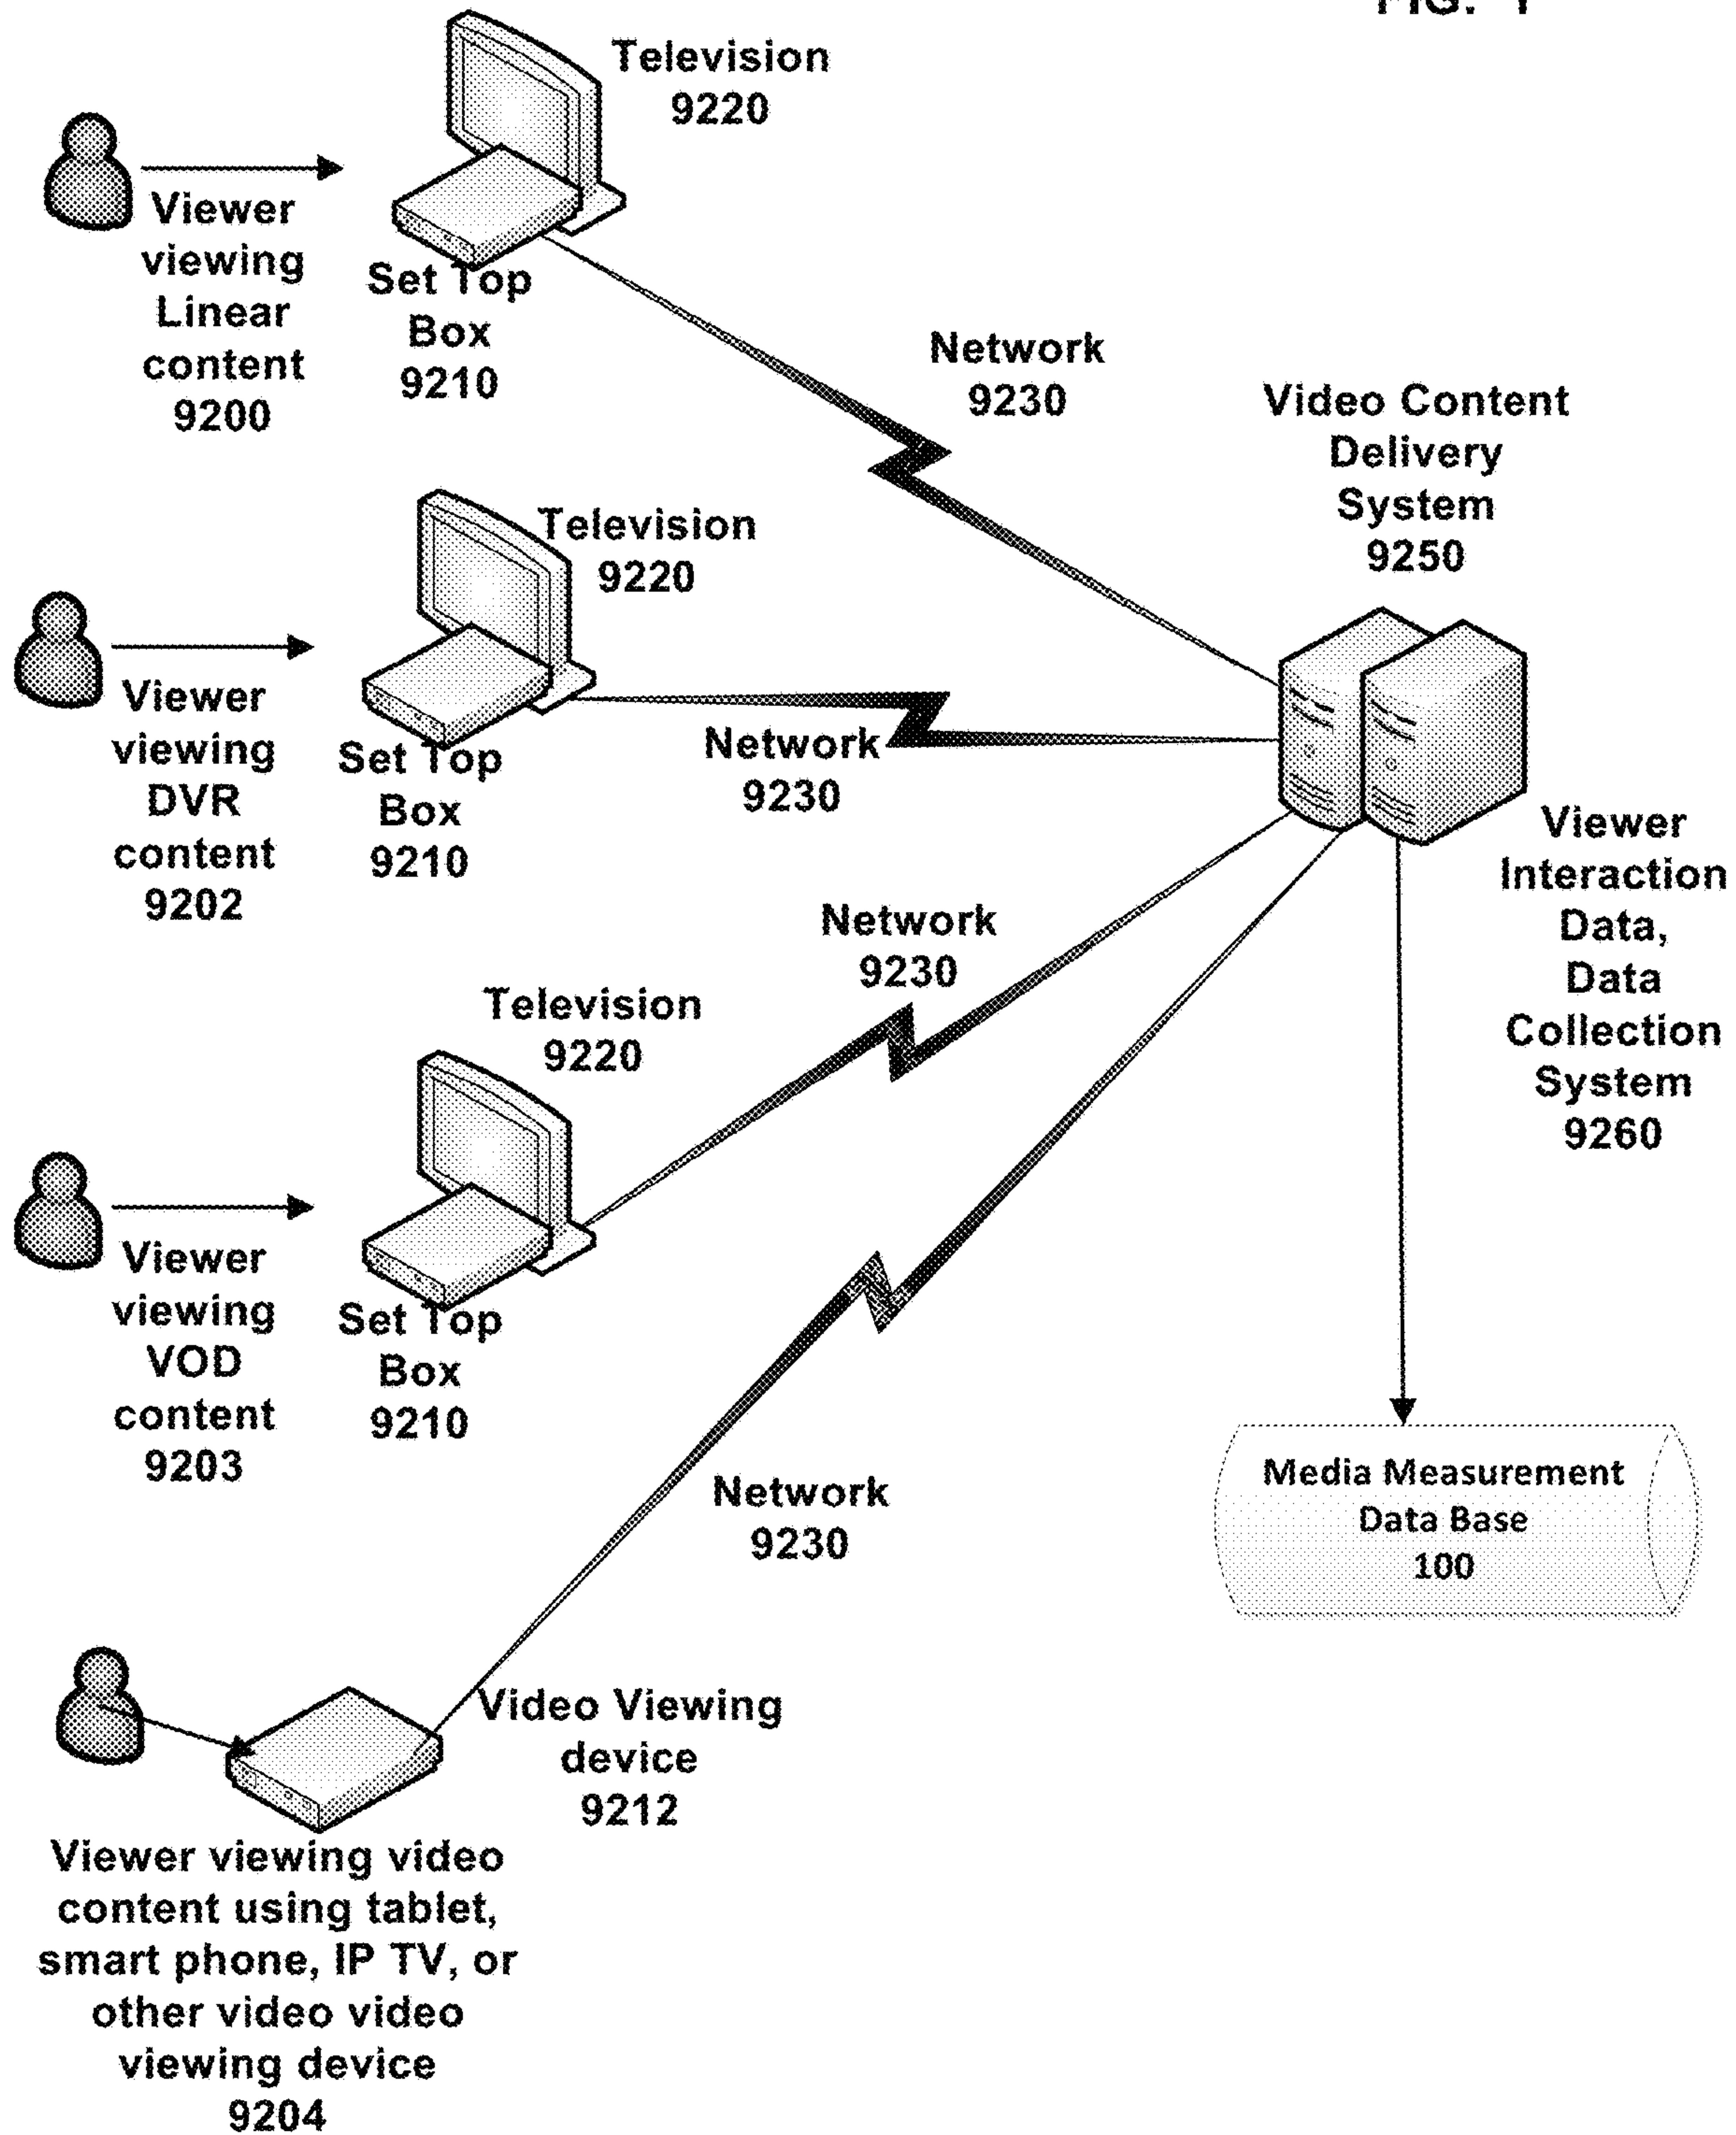 FIG. 1
Television
9220
Viewer
viewing
Linear
content
9200
Set Top
Box
9210
Network
9230
Video Content
Delivery
System
9250
Television
9220
Viewer
viewing
DVR
content
9202
Set Top
Box
9210
Network
9230
Viewer
Interaction
Data,
Data
Collection
System
9260
Network
9230
Television
9220
Viewer
viewing
VOD
content
9203
Set Top
Box
9210
Network
9230
Media Measurement
Data Base
100
Video Viewing
device
9212
Viewer viewing video
content using tablet,
smart phone, IP TV, or
other video video
viewing device
9204